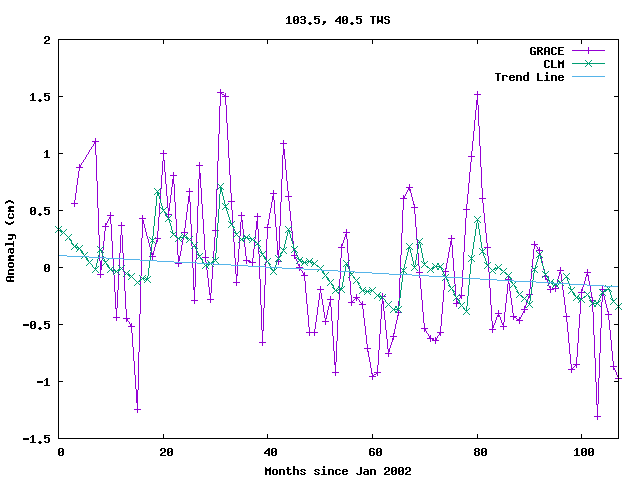 103.5, 40.5 TWS
GRACE
CLM
Trend Line
2
1.5
1
0.5
0
-0.5
-1
-1.5
Anomaly (cm)
0 20 40 60 80 100
Months since Jan 2002